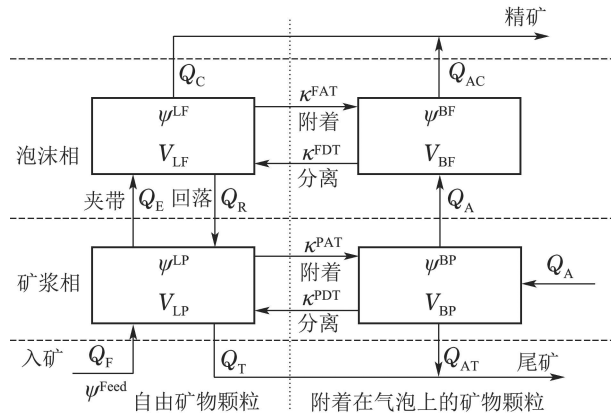 精矿
Q_C
Q_AC
ψ^LF
V_LF
κ^FAT
附着
κ^FDT
分离
ψ^BF
V_BF
泡沫相
夹带
Q_E
回落
Q_R
Q_A
ψ^LP
V_LP
κ^PAT
附着
κ^PDT
分离
ψ^BP
V_BP
Q_A
矿浆相
入矿
Q_F
ψ^Feed
Q_T
Q_AT
尾矿
自由矿物颗粒
附着在气泡上的矿物颗粒